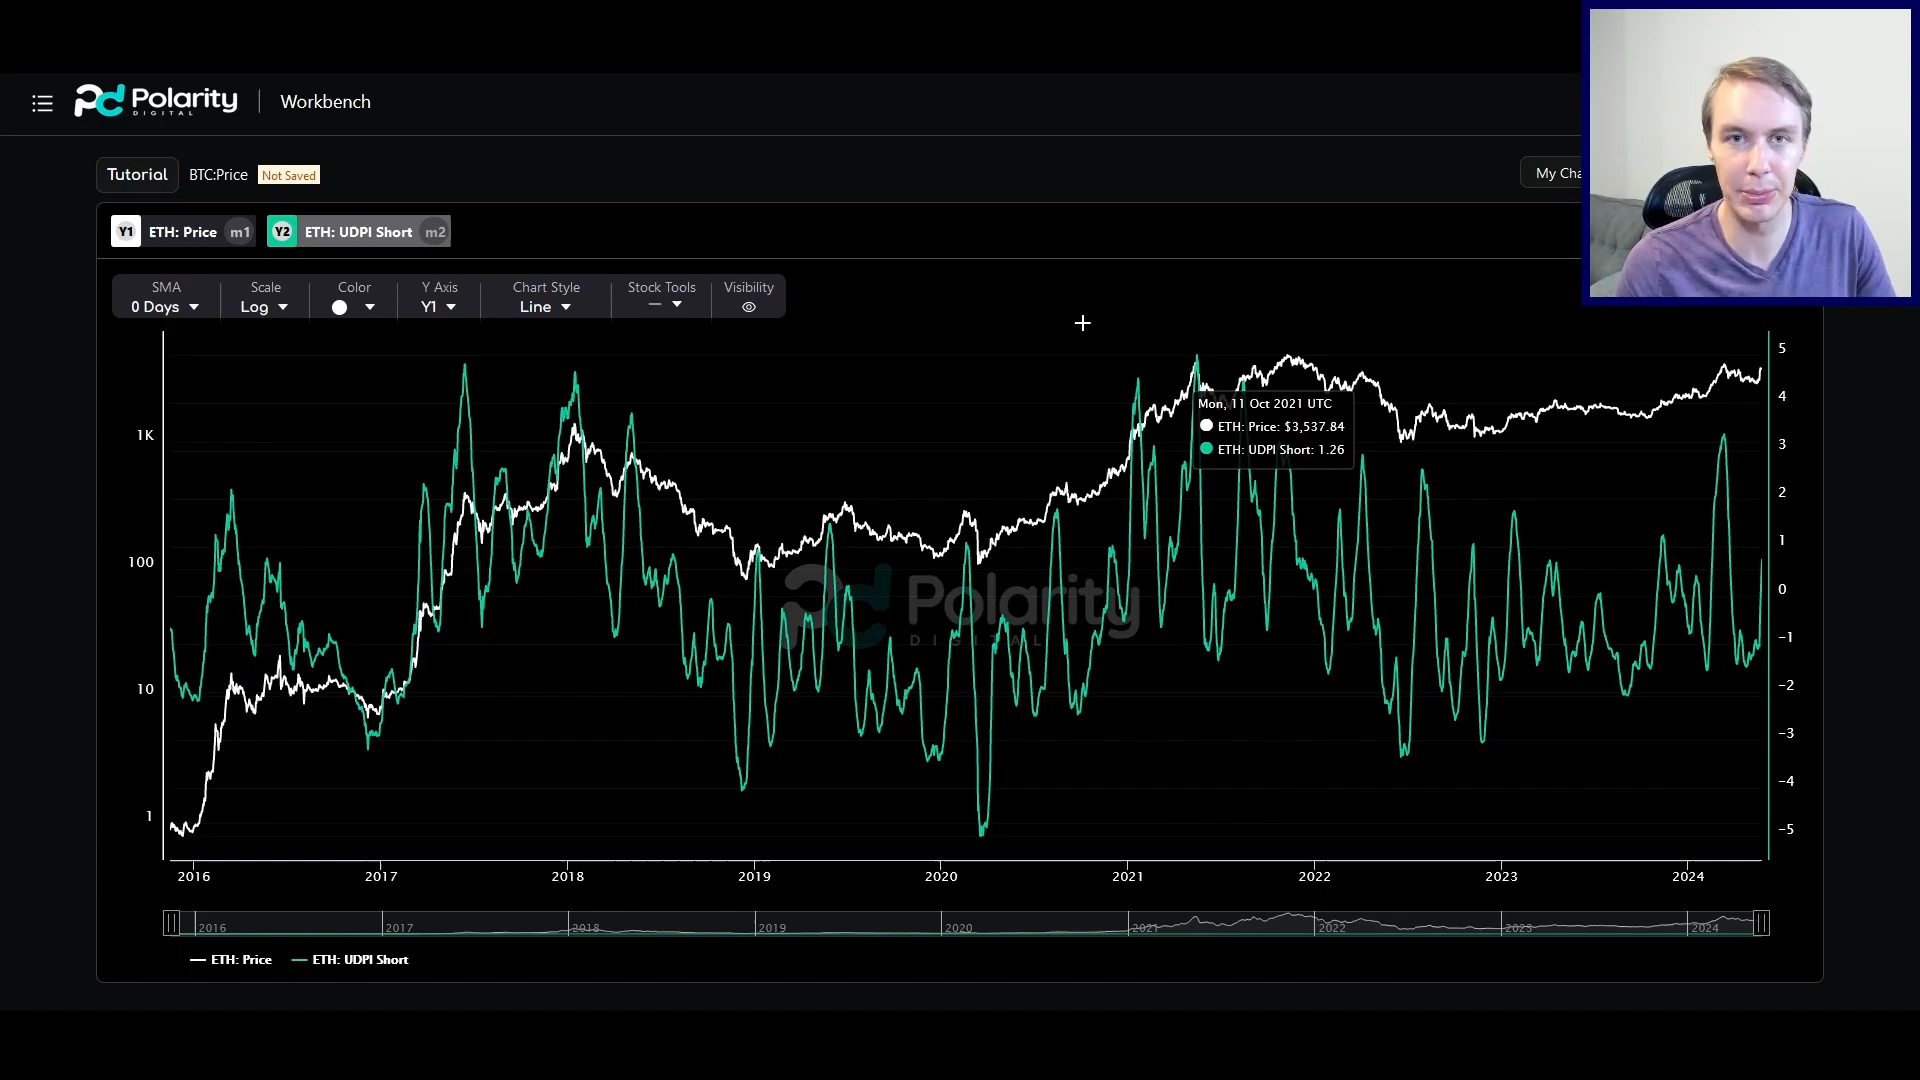 Polarity
DIGITAL
Workbench
Tutorial BTC:Price Not Saved
My Cha
Y1 ETH: Price m1 Y2 ETH: UDPI Short m2
SMA Scale Color Y Axis Chart Style Stock Tools Visibility
0 Days Log Y1 Line —
5
4
3
2
1
0
-1
-2
-3
-4
-5
1K
100
10
1
Mon, 11 Oct 2021 UTC
ETH: Price: $3,537.84
ETH: UDPI Short: 1.26
Polarity
DIGITAL
2016 2017 2018 2019 2020 2021 2022 2023 2024
2016 2017 2018 2019 2020 2021 2022 2023 2024
ETH: Price ETH: UDPI Short